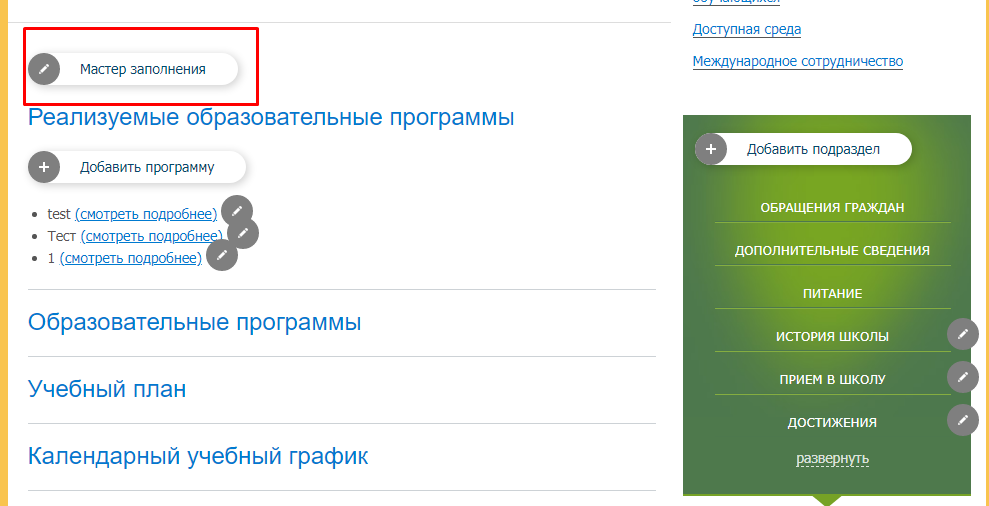 Мастер заполнения
Реализуемые образовательные программы
Добавить программу
test (смотреть подробнее)
Тест (смотреть подробнее)
1 (смотреть подробнее)
Образовательные программы
Учебный план
Календарный учебный график
обучающихся
Доступная среда
Международное сотрудничество
Добавить подраздел
ОБРАЩЕНИЯ ГРАЖДАН
ДОПОЛНИТЕЛЬНЫЕ СВЕДЕНИЯ
ПИТАНИЕ
ИСТОРИЯ ШКОЛЫ
ПРИЕМ В ШКОЛУ
ДОСТИЖЕНИЯ
развернуть